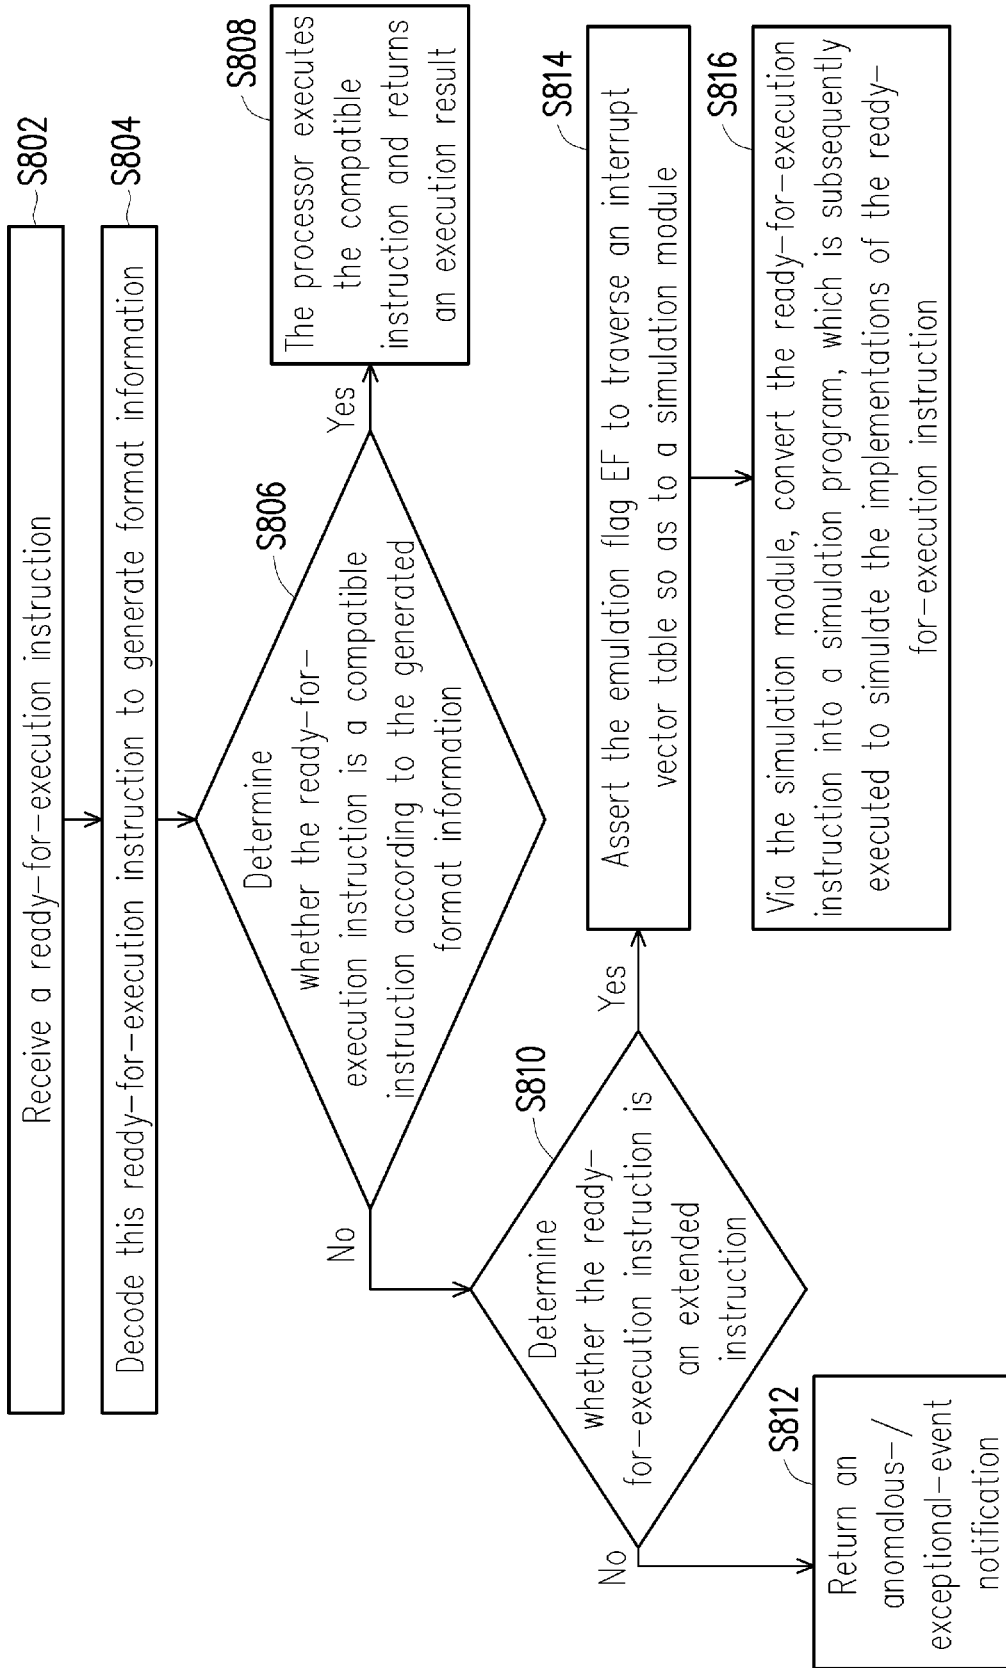 Receive a ready-for-execution instruction
S802
Decode this ready-for-execution instruction to generate format information
S804
Determine
whether the ready-for-
execution instruction is a compatible
instruction according to the generated
format information
S806
Yes
The processor executes
the compatible
instruction and returns
an execution result
S808
No
Determine
whether the ready-
for-execution instruction is
an extended
instruction
S810
Yes
Assert the emulation flag EF to traverse an interrupt
vector table so as to a simulation module
S814
Via the simulation module, convert the ready-for-execution
instruction into a simulation program, which is subsequently
executed to simulate the implementations of the ready-
for-execution instruction
S816
No
Return an
anomalous-/
exceptional-event
notification
S812